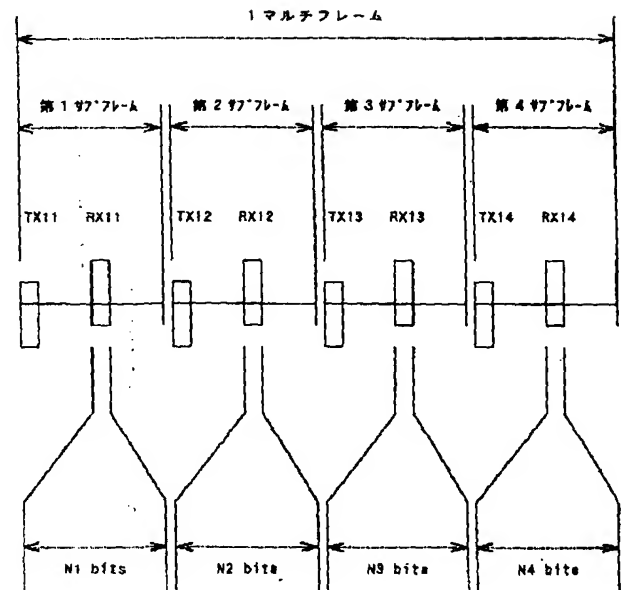 1 マルチフレーム
第1サブフレーム 第2サブフレーム 第3サブフレーム 第4サブフレーム
TX11 RX11 TX12 RX12 TX13 RX13 TX14 RX14
N1 bits N2 bits N3 bits N4 bits